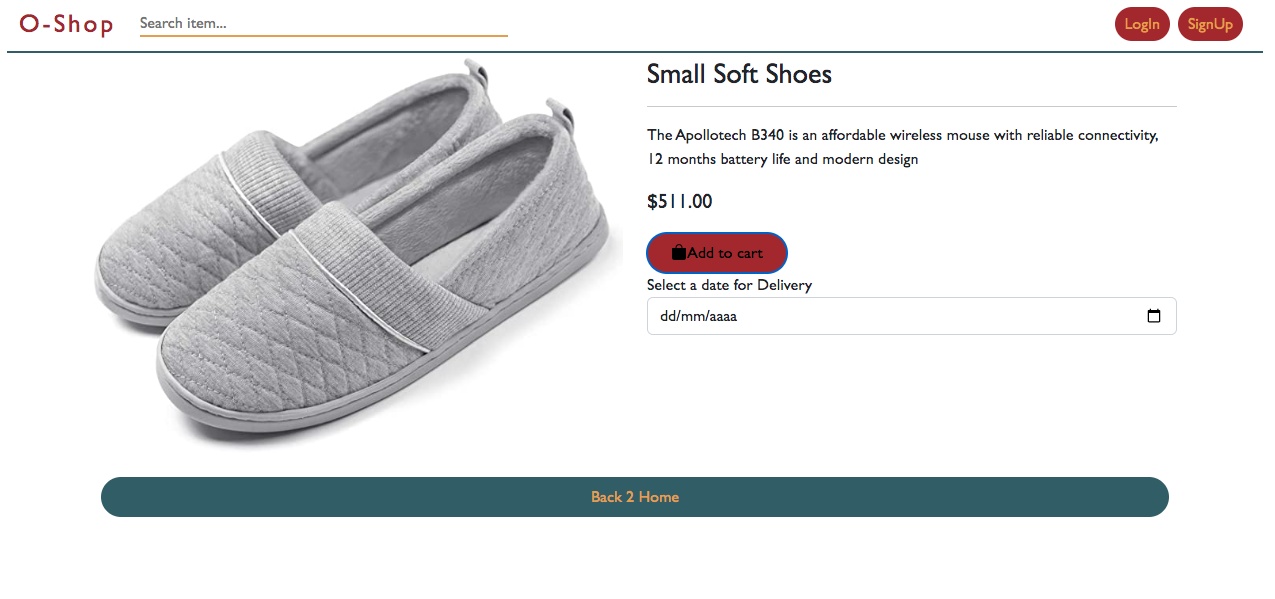 O-Shop
Search item...
LogIn
SignUp
Small Soft Shoes
The Apollotech B340 is an affordable wireless mouse with reliable connectivity,
12 months battery life and modern design
$511.00
Add to cart
Select a date for Delivery
dd/mm/aaaa
Back 2 Home